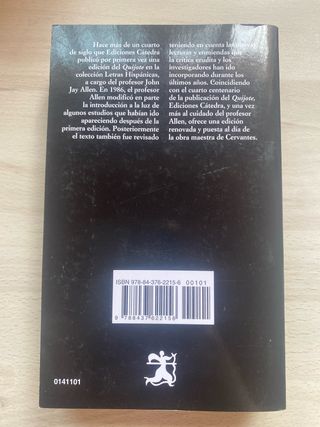 Hace más de un cuarto
de siglo que Ediciones Cátedra
publicó por primera vez una
edición del Quijote en la
colección Letras Hispánicas,
a cargo del profesor John
Jay Allen. En 1986, el profesor
Allen modificó en parte
la introducción a la luz de
algunos estudios que habían ido
apareciendo después de la
primera edición. Posteriormente
el texto también fue revisado
teniendo en cuenta las
lecturas y enmiendas que
la crítica erudita y los
investigadores han ido
incorporando durante los
últimos años. Coincidiendo
con el cuarto centenario
de la publicación del Quijote,
Ediciones Cátedra, y una vez
más al cuidado del profesor
Allen, ofrece una edición
renovada y puesta al día de
la obra maestra de Cervantes.
ISBN 978-84-376-2215-6
00101
9 788437 622156
0141101